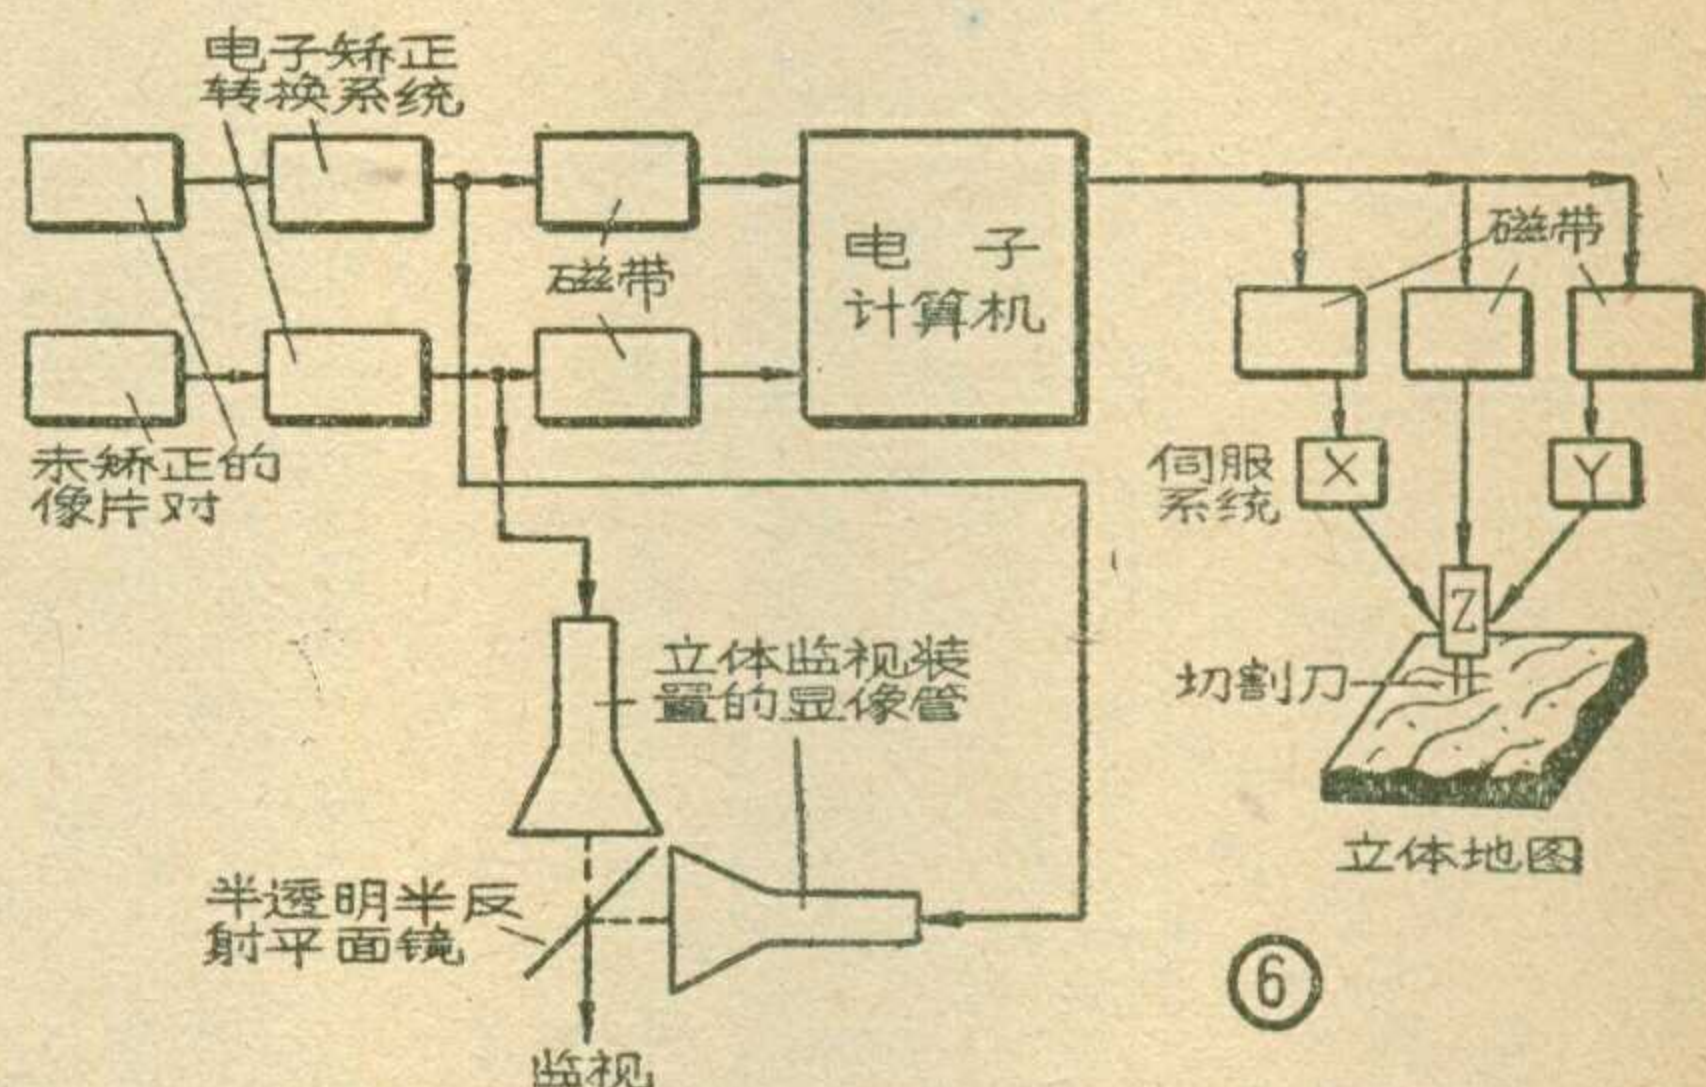 电子矫正
转换系统
磁带
电子
计算机
磁带
未矫正的
像片对
伺服
系统
X
Y
Z
立体监视装
置的显像管
切割刀
立体地图
半透明半反
射平面镜
6
监视